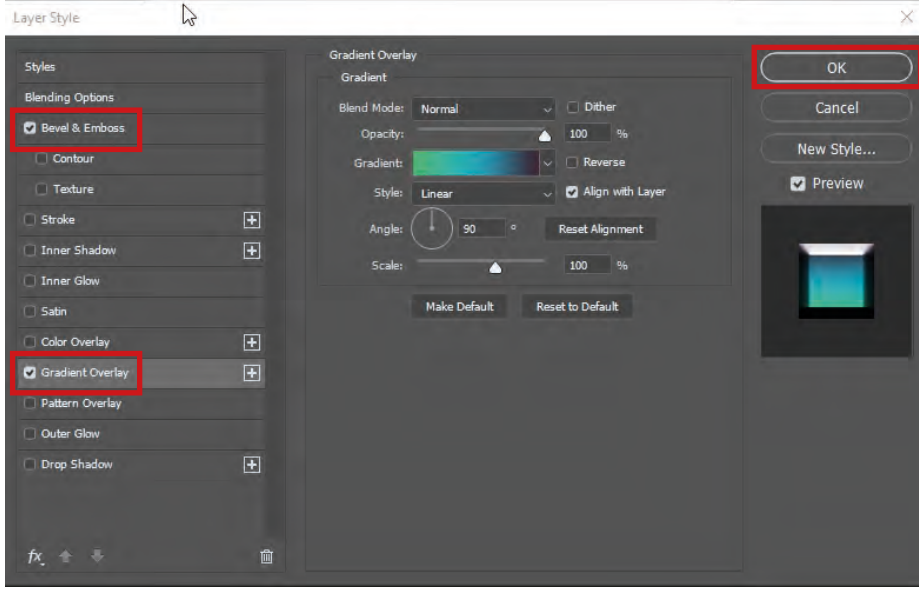 Layer Style
Styles
Blending Options
Bevel & Emboss
Contour
Texture
Stroke
Inner Shadow
Inner Glow
Satin
Color Overlay
Gradient Overlay
Pattern Overlay
Outer Glow
Drop Shadow
fx
Gradient Overlay
Gradient
Blend Mode: Normal Dither
Opacity: 100 %
Gradient: Reverse
Style: Linear Align with Layer
Angle: 90 ° Reset Alignment
Scale: 100 %
Make Default Reset to Default
OK
Cancel
New Style...
Preview